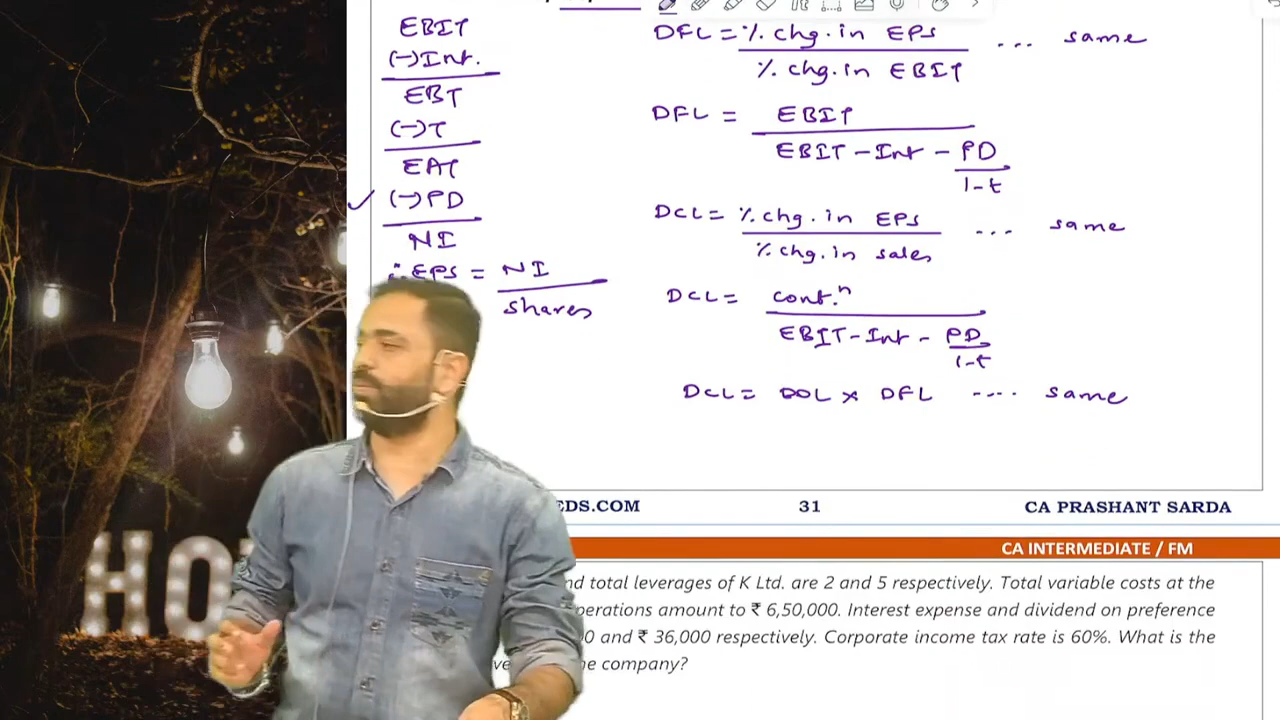 EBIT
(-) Int.
EBT
(-) T
EAT
✓ (-) PD
NI
∴ EPS = NI
shares
DFL = % chg. in EPS ... same
% chg. in EBIT
DFL = EBIT
EBIT - Int - PD
1-t
DCL = % chg. in EPS ... same
% chg. in sales
DCL = cont.ⁿ
EBIT - Int - PD
1-t
DCL = DOL × DFL .... same
EDS.COM 31 CA PRASHANT SARDA
CA INTERMEDIATE / FM
nd total leverages of K Ltd. are 2 and 5 respectively. Total variable costs at the
perations amount to ₹ 6,50,000. Interest expense and dividend on preference
0 and ₹ 36,000 respectively. Corporate income tax rate is 60%. What is the
company?
HO